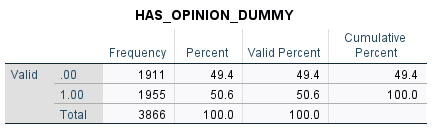 HAS_OPINION_DUMMY
Frequency Percent Valid Percent Cumulative Percent
Valid .00 1911 49.4 49.4 49.4
1.00 1955 50.6 50.6 100.0
Total 3866 100.0 100.0